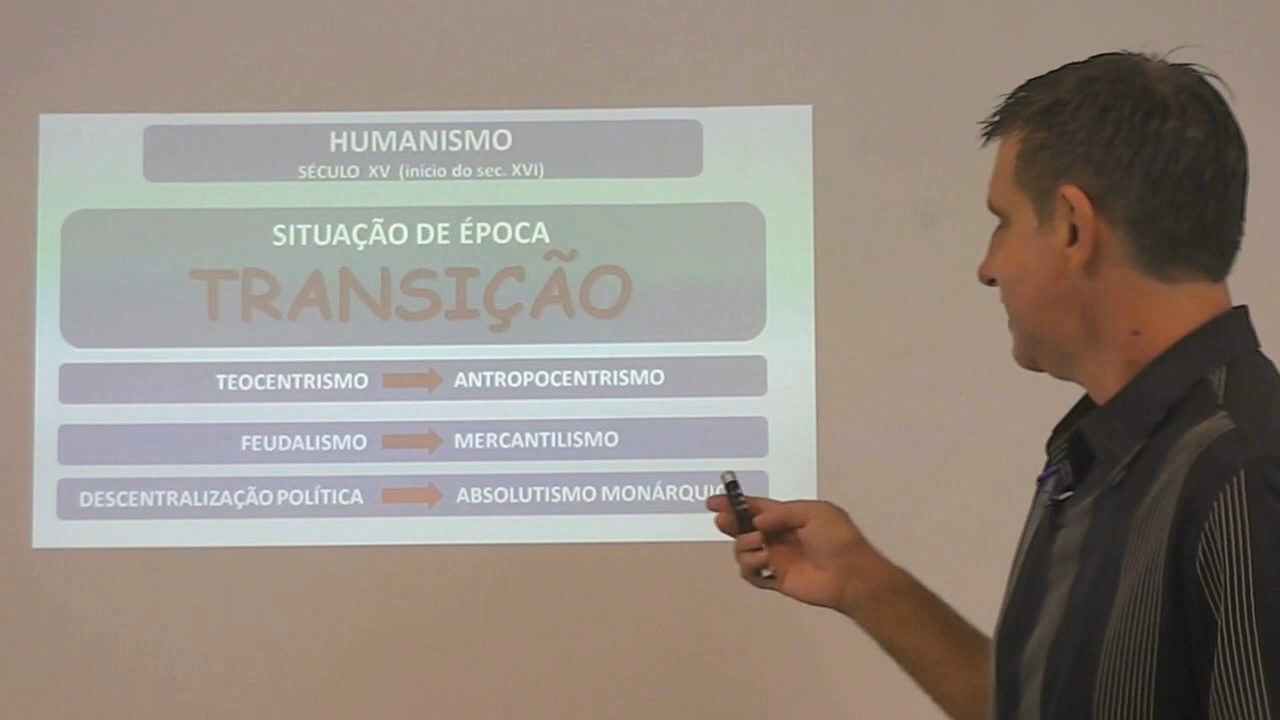 HUMANISMO
SÉCULO XV (início do sec. XVI)
SITUAÇÃO DE ÉPOCA
TRANSIÇÃO
TEOCENTRISMO ANTROPOCENTRISMO
FEUDALISMO MERCANTILISMO
DESCENTRALIZAÇÃO POLÍTICA ABSOLUTISMO